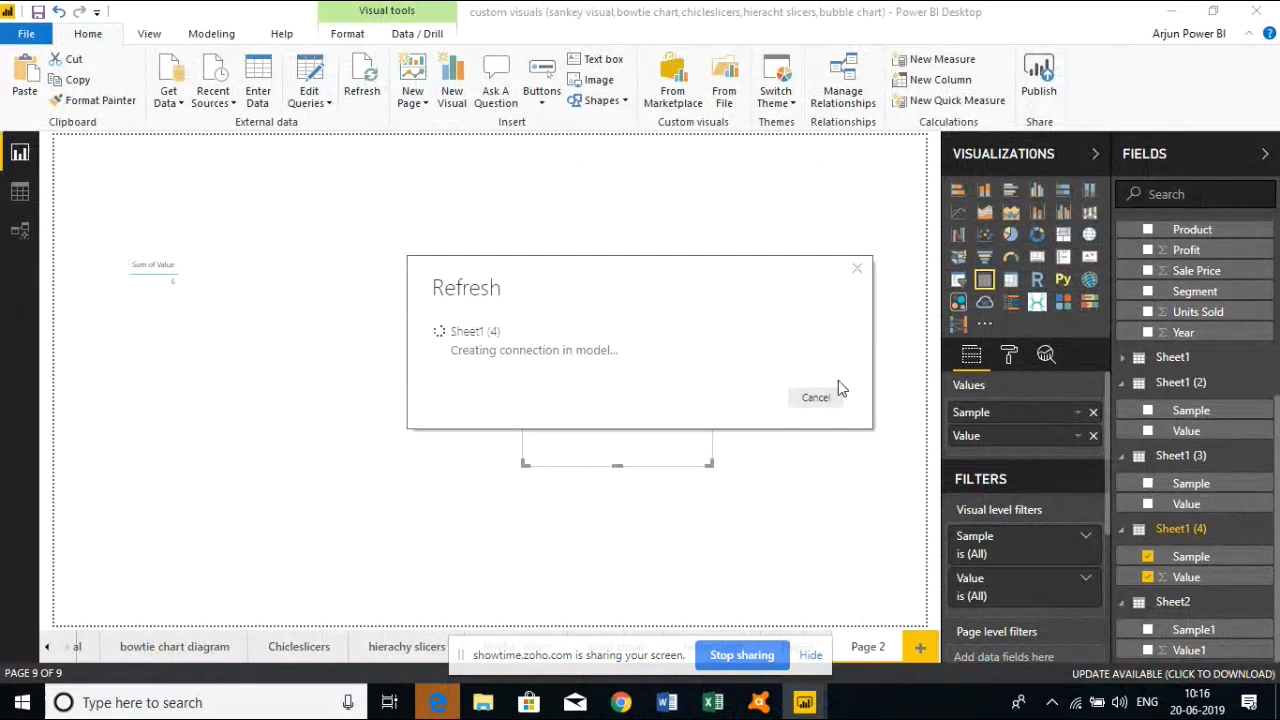 Visual tools
custom visuals (sankey visual,bowtie chart,chicleslicers,hieracht slicers,bubble chart) - Power BI Desktop
File
Home
View
Modeling
Help
Format
Data / Drill
Arjun Power BI
Paste
Cut
Copy
Format Painter
Clipboard
Get Data
Recent Sources
Enter Data
Edit Queries
Refresh
External data
New Page
New Visual
Ask A Question
Buttons
Text box
Image
Shapes
Insert
From Marketplace
From File
Custom visuals
Switch Theme
Themes
Manage Relationships
Relationships
New Measure
New Column
New Quick Measure
Calculations
Publish
Share
Sum of Value
6
Refresh
Sheet1 (4)
Creating connection in model...
Cancel
VISUALIZATIONS
R
Py
Values
Sample
Value
FILTERS
Visual level filters
Sample
is (All)
Value
is (All)
Page level filters
Add data fields here
FIELDS
Search
Product
Profit
Sale Price
Segment
Units Sold
Year
Sheet1
Sheet1 (2)
Sample
Value
Sheet1 (3)
Sample
Value
Sheet1 (4)
Sample
Value
Sheet2
Sample1
Value1
al
bowtie chart diagram
Chicleslicers
hierachy slicers
Page 2
showtime.zoho.com is sharing your screen.
Stop sharing
Hide
PAGE 9 OF 9
UPDATE AVAILABLE (CLICK TO DOWNLOAD)
Type here to search
ENG
10:16
20-06-2019